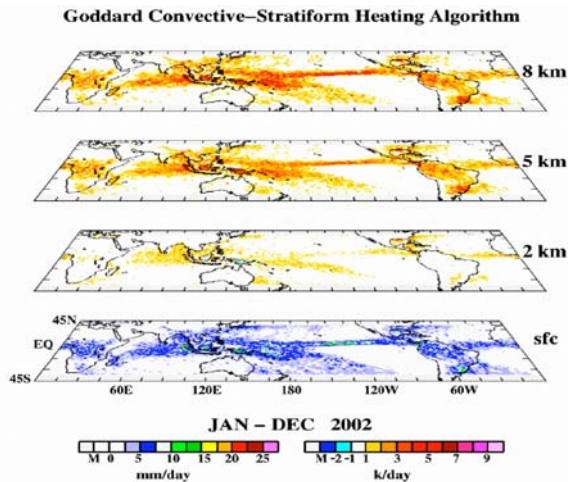 Goddard Convective–Stratiform Heating Algorithm
8 km
5 km
2 km
45N
EQ
sfc
45S
60E 120E 180 120W 60W
JAN – DEC 2002
M 0 5 10 15 20 25
mm/day
M -2 -1 1 3 5 7 9
k/day